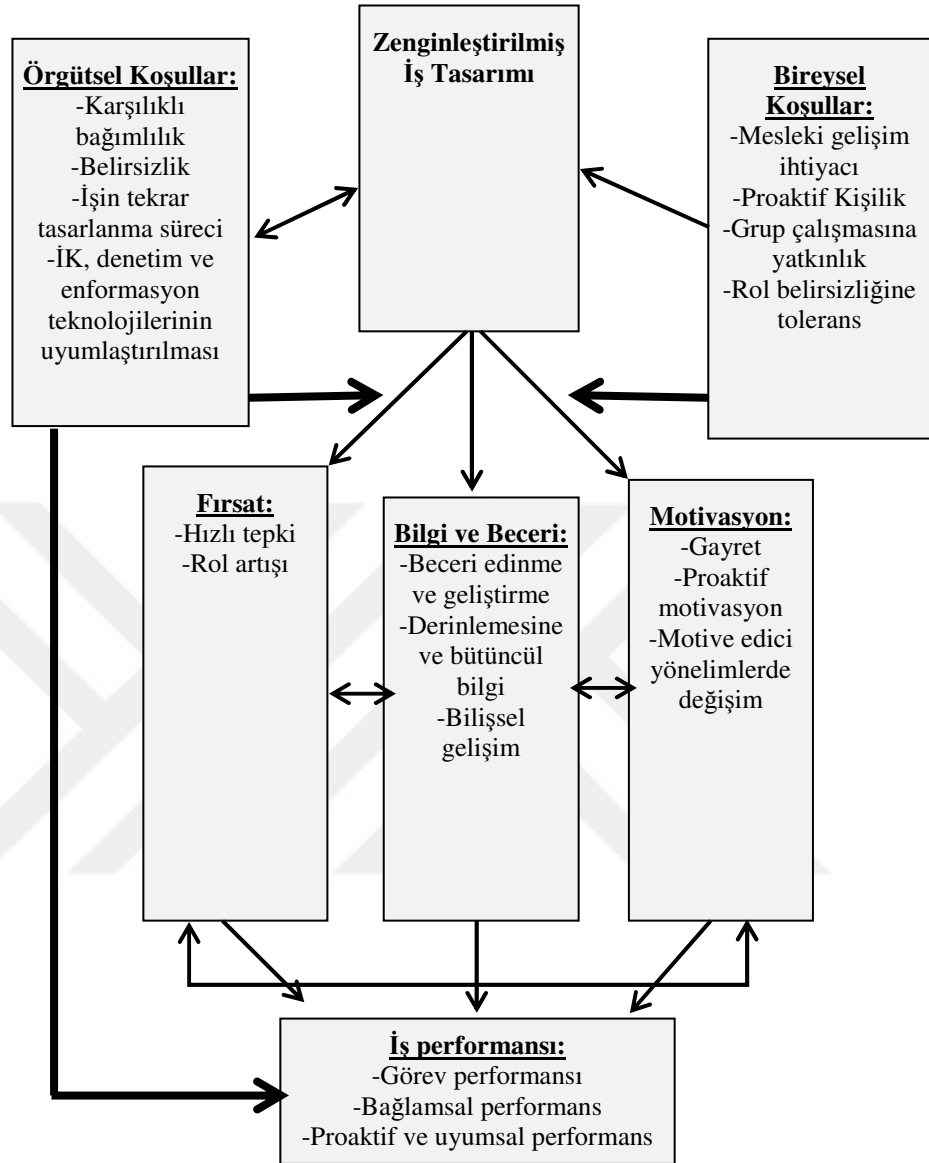 Zenginleştirilmiş
İş Tasarımı
Örgütsel Koşullar:
-Karşılıklı
bağımlılık
-Belirsizlik
-İşin tekrar
tasarlanma süreci
-İK, denetim ve
enformasyon
teknolojilerinin
uyumlaştırılması
Bireysel
Koşullar:
-Mesleki gelişim
ihtiyacı
-Proaktif Kişilik
-Grup çalışmasına
yatkınlık
-Rol belirsizliğine
tolerans
Fırsat:
-Hızlı tepki
-Rol artışı
Bilgi ve Beceri:
-Beceri edinme
ve geliştirme
-Derinlemesine
ve bütüncül
bilgi
-Bilişsel
gelişim
Motivasyon:
-Gayret
-Proaktif
motivasyon
-Motive edici
yönelimlerde
değişim
İş performansı:
-Görev performansı
-Bağlamsal performans
-Proaktif ve uyumsal performans